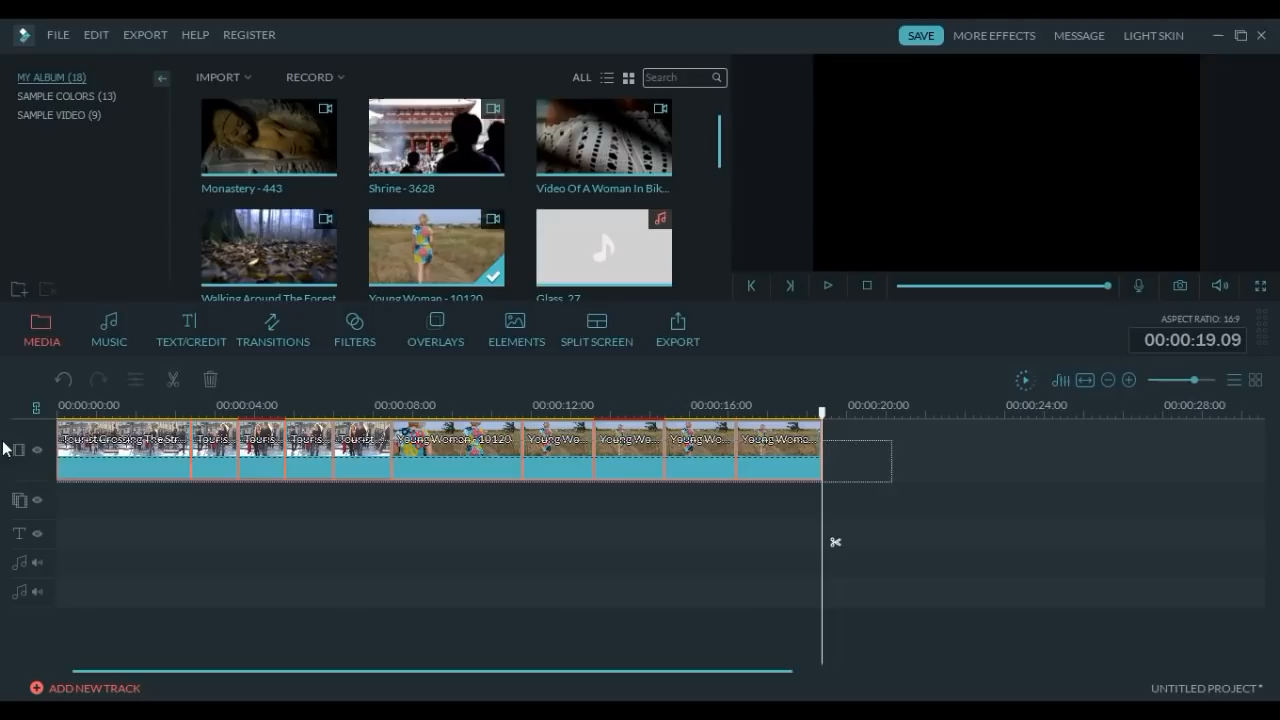 FILE EDIT EXPORT HELP REGISTER SAVE MORE EFFECTS MESSAGE LIGHT SKIN
MY ALBUM (18) IMPORT RECORD ALL Search
SAMPLE COLORS (13)
SAMPLE VIDEO (9)
Monastery - 443 Shrine - 3628 Video Of A Woman In Bik...
Walking Around The Forest Young Woman - 10120 Glass_27
ASPECT RATIO: 16:9
MEDIA MUSIC TEXT/CREDIT TRANSITIONS FILTERS OVERLAYS ELEMENTS SPLIT SCREEN EXPORT 00:00:19.09
00:00:00:00 00:00:04:00 00:00:08:00 00:00:12:00 00:00:16:00 00:00:20:00 00:00:24:00 00:00:28:00
Tourist Crossing The Str... Touris... Touris... Touris... Tourist... Young Woman - 10120 Young Wo... Young Wo... Young Wo... Young Woma...
ADD NEW TRACK UNTITLED PROJECT *